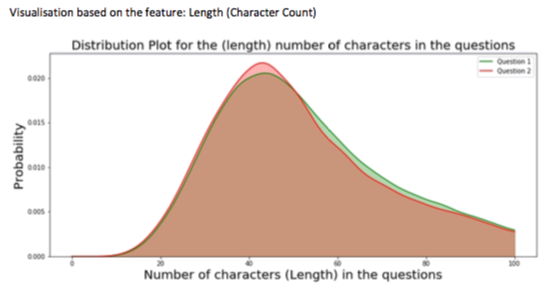 Visualisation based on the feature: Length (Character Count)
Distribution Plot for the (length) number of characters in the questions
Question 1
Question 2
0.020
0.015
0.010
0.005
0.000
Probability
0 20 40 60 80 100
Number of characters (Length) in the questions